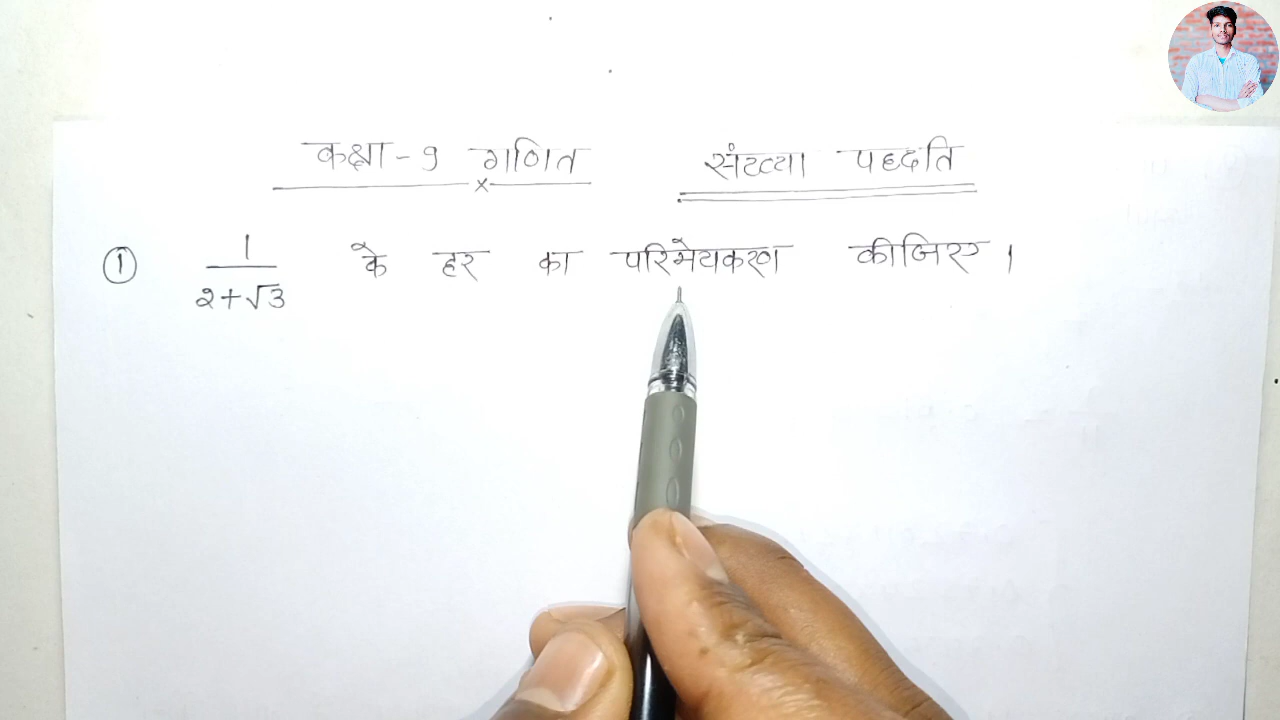 कक्षा - 9 गणित संख्या पद्धति
① 1/(2+√3) के हर का परिमेयकरण कीजिए ।